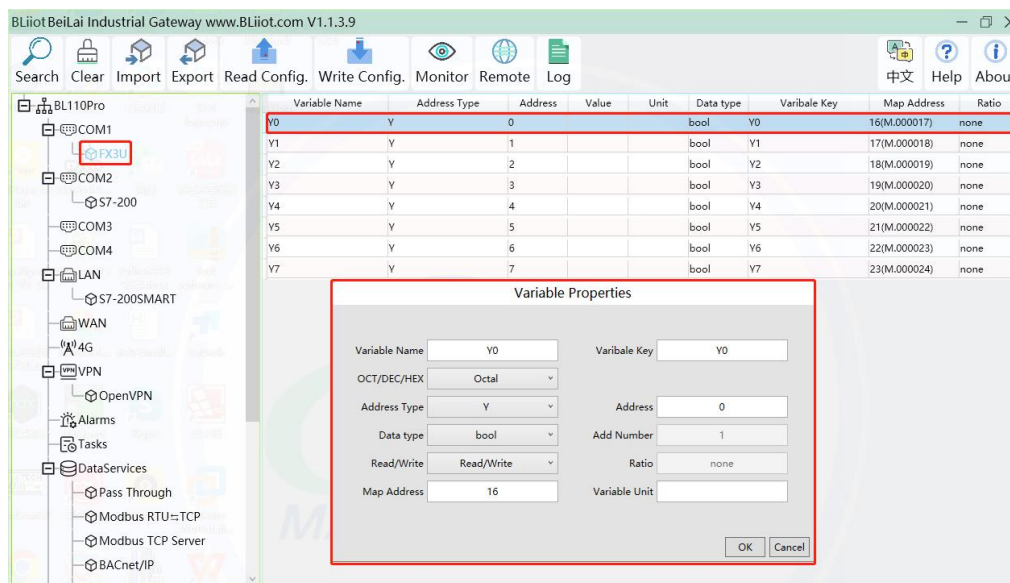 BLiiot BeiLai Industrial Gateway www.BLiiot.com V1.1.3.9
Search Clear Import Export Read Config. Write Config. Monitor Remote Log 中文 Help Abou
BL110Pro
COM1
FX3U
COM2
S7-200
COM3
COM4
LAN
S7-200SMART
WAN
4G
VPN
OpenVPN
Alarms
Tasks
DataServices
Pass Through
Modbus RTU⇆TCP
Modbus TCP Server
BACnet/IP
Variable Name Address Type Address Value Unit Data type Varibale Key Map Address Ratio
Y0 Y 0 bool Y0 16(M.000017) none
Y1 Y 1 bool Y1 17(M.000018) none
Y2 Y 2 bool Y2 18(M.000019) none
Y3 Y 3 bool Y3 19(M.000020) none
Y4 Y 4 bool Y4 20(M.000021) none
Y5 Y 5 bool Y5 21(M.000022) none
Y6 Y 6 bool Y6 22(M.000023) none
Y7 Y 7 bool Y7 23(M.000024) none
Variable Properties
Variable Name Y0 Varibale Key Y0
OCT/DEC/HEX Octal
Address Type Y Address 0
Data type bool Add Number 1
Read/Write Read/Write Ratio none
Map Address 16 Variable Unit
OK Cancel